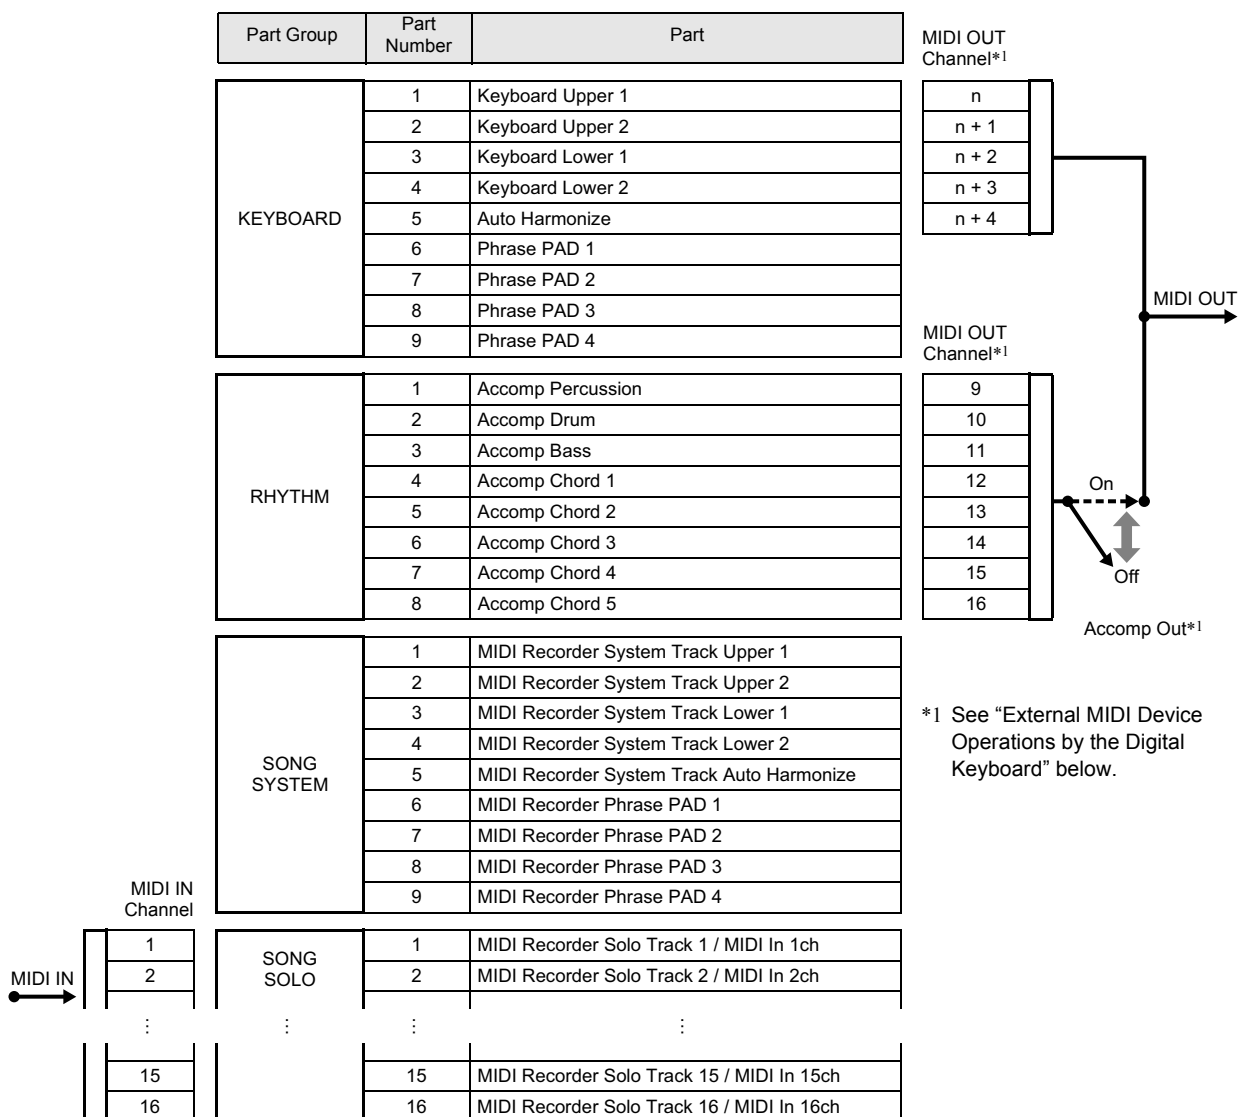 Part Group Part Number Part MIDI OUT Channel*1
1 Keyboard Upper 1 n
2 Keyboard Upper 2 n + 1
3 Keyboard Lower 1 n + 2
4 Keyboard Lower 2 n + 3
KEYBOARD 5 Auto Harmonize n + 4
6 Phrase PAD 1
7 Phrase PAD 2
8 Phrase PAD 3 MIDI OUT
9 Phrase PAD 4 MIDI OUT Channel*1
1 Accomp Percussion 9
2 Accomp Drum 10
3 Accomp Bass 11
RHYTHM 4 Accomp Chord 1 12 On
5 Accomp Chord 2 13
6 Accomp Chord 3 14
7 Accomp Chord 4 15 Off
8 Accomp Chord 5 16
Accomp Out*1
1 MIDI Recorder System Track Upper 1
2 MIDI Recorder System Track Upper 2
3 MIDI Recorder System Track Lower 1
4 MIDI Recorder System Track Lower 2
SONG SYSTEM 5 MIDI Recorder System Track Auto Harmonize
6 MIDI Recorder Phrase PAD 1
7 MIDI Recorder Phrase PAD 2
8 MIDI Recorder Phrase PAD 3
9 MIDI Recorder Phrase PAD 4
*1 See “External MIDI Device
Operations by the Digital
Keyboard” below.
MIDI IN
Channel
1 SONG SOLO 1 MIDI Recorder Solo Track 1 / MIDI In 1ch
MIDI IN 2 2 MIDI Recorder Solo Track 2 / MIDI In 2ch
⋮ ⋮ ⋮ ⋮
15 15 MIDI Recorder Solo Track 15 / MIDI In 15ch
16 16 MIDI Recorder Solo Track 16 / MIDI In 16ch